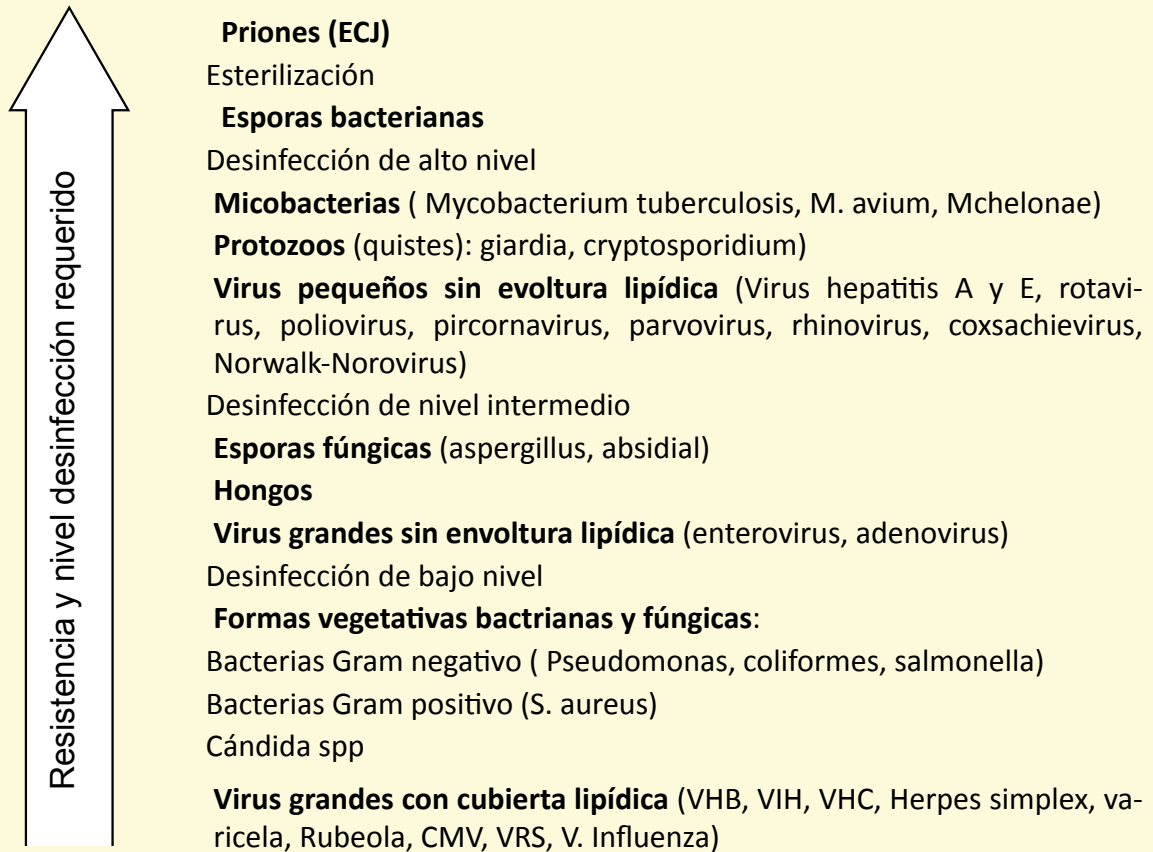 Resistencia y nivel desinfección requerido
Priones (ECJ)
Esterilización
Esporas bacterianas
Desinfección de alto nivel
Micobacterias ( Mycobacterium tuberculosis, M. avium, Mchelonae)
Protozoos (quistes): giardia, cryptosporidium)
Virus pequeños sin evoltura lipídica (Virus hepatitis A y E, rotavi-
rus, poliovirus, pircornavirus, parvovirus, rhinovirus, coxsachievirus,
Norwalk-Norovirus)
Desinfección de nivel intermedio
Esporas fúngicas (aspergillus, absidial)
Hongos
Virus grandes sin envoltura lipídica (enterovirus, adenovirus)
Desinfección de bajo nivel
Formas vegetativas bactrianas y fúngicas:
Bacterias Gram negativo ( Pseudomonas, coliformes, salmonella)
Bacterias Gram positivo (S. aureus)
Cándida spp
Virus grandes con cubierta lipídica (VHB, VIH, VHC, Herpes simplex, va-
ricela, Rubeola, CMV, VRS, V. Influenza)